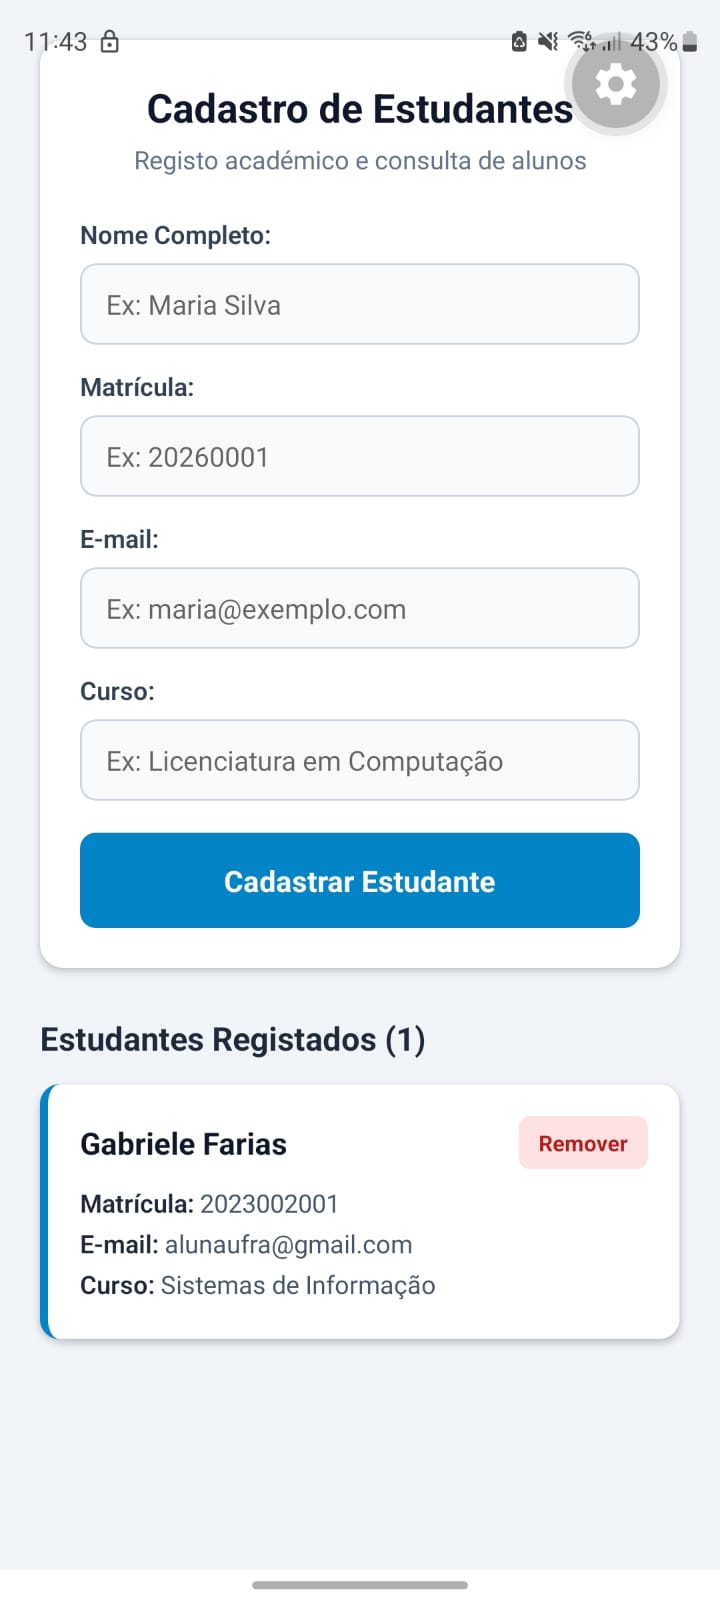 11:43 43%
Cadastro de Estudantes
Registo académico e consulta de alunos
Nome Completo:
Ex: Maria Silva
Matrícula:
Ex: 20260001
E-mail:
Ex: maria@exemplo.com
Curso:
Ex: Licenciatura em Computação
Cadastrar Estudante
Estudantes Registados (1)
Gabriele Farias Remover
Matrícula: 2023002001
E-mail: alunaufra@gmail.com
Curso: Sistemas de Informação